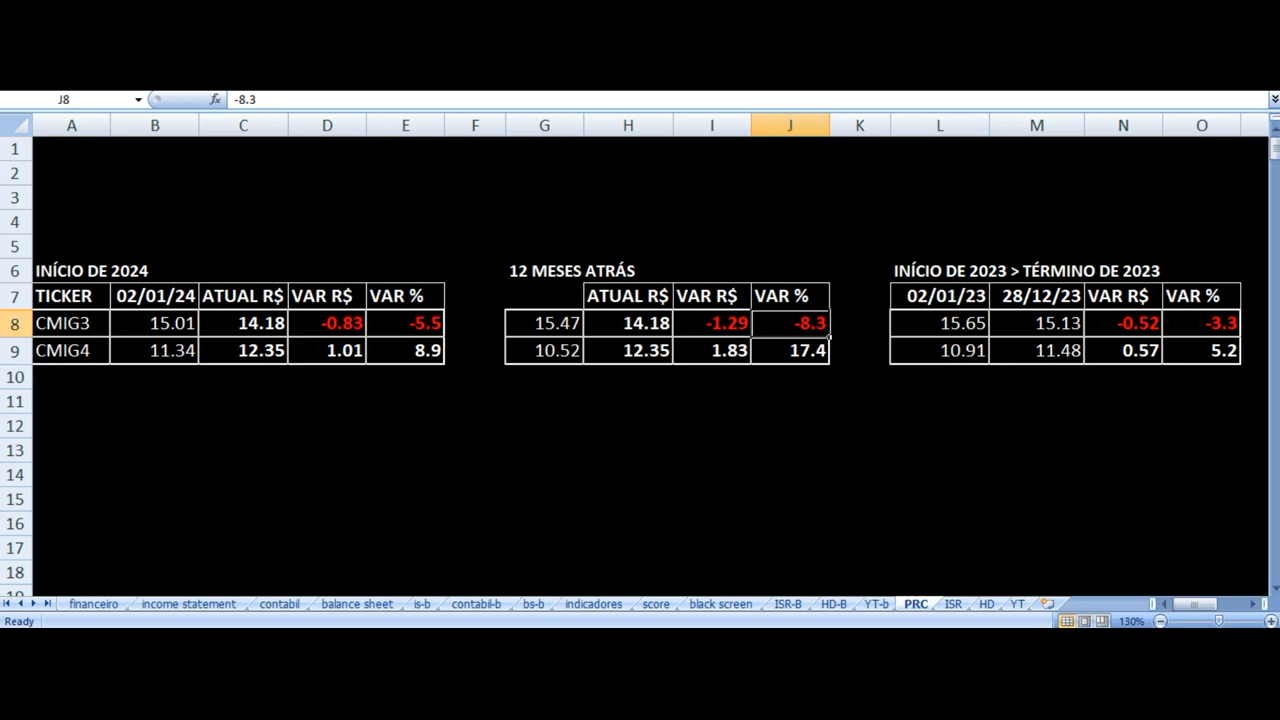 J8 fx -8.3
A B C D E F G H I J K L M N O
1
2
3
4
5
6 INÍCIO DE 2024 12 MESES ATRÁS INÍCIO DE 2023 > TÉRMINO DE 2023
7 TICKER 02/01/24 ATUAL R$ VAR R$ VAR % ATUAL R$ VAR R$ VAR % 02/01/23 28/12/23 VAR R$ VAR %
8 CMIG3 15.01 14.18 -0.83 -5.5 15.47 14.18 -1.29 -8.3 15.65 15.13 -0.52 -3.3
9 CMIG4 11.34 12.35 1.01 8.9 10.52 12.35 1.83 17.4 10.91 11.48 0.57 5.2
10
11
12
13
14
15
16
17
18
19
financeiro income statement contabil balance sheet is-b contabil-b bs-b indicadores score black screen ISR-B HD-B YT-b PRC ISR HD YT
Ready 130%